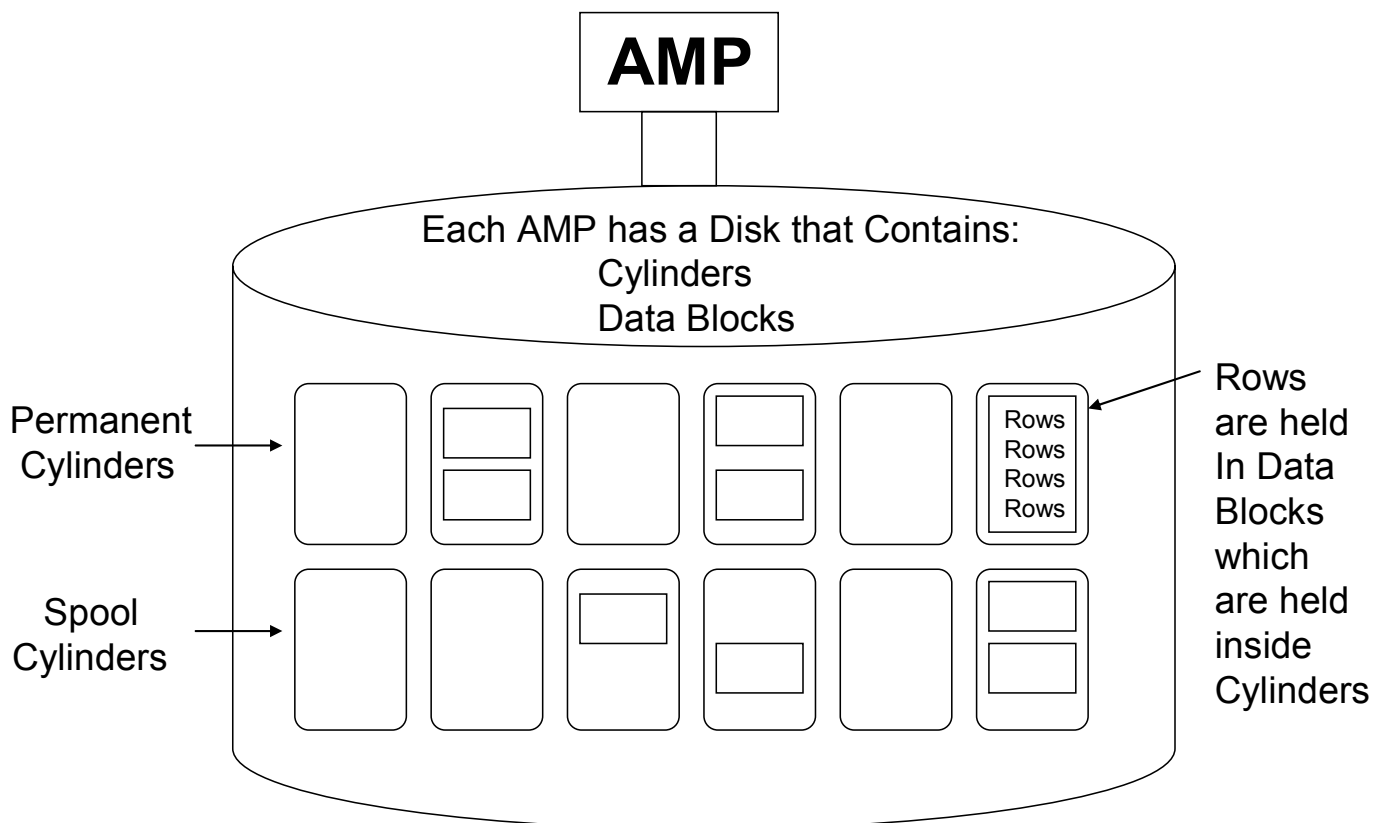 AMP
Each AMP has a Disk that Contains:
Cylinders
Data Blocks
Permanent
Cylinders
Rows
Rows
Rows
Rows
Rows
are held
In Data
Blocks
which
are held
inside
Cylinders
Spool
Cylinders